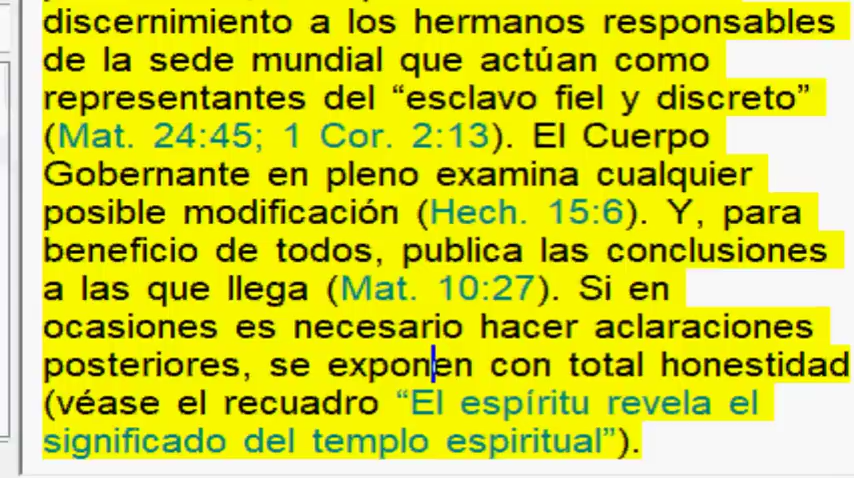 discernimiento a los hermanos responsables
de la sede mundial que actúan como
representantes del “esclavo fiel y discreto”
(Mat. 24:45; 1 Cor. 2:13). El Cuerpo
Gobernante en pleno examina cualquier
posible modificación (Hech. 15:6). Y, para
beneficio de todos, publica las conclusiones
a las que llega (Mat. 10:27). Si en
ocasiones es necesario hacer aclaraciones
posteriores, se exponen con total honestidad
(véase el recuadro “El espíritu revela el
significado del templo espiritual”).